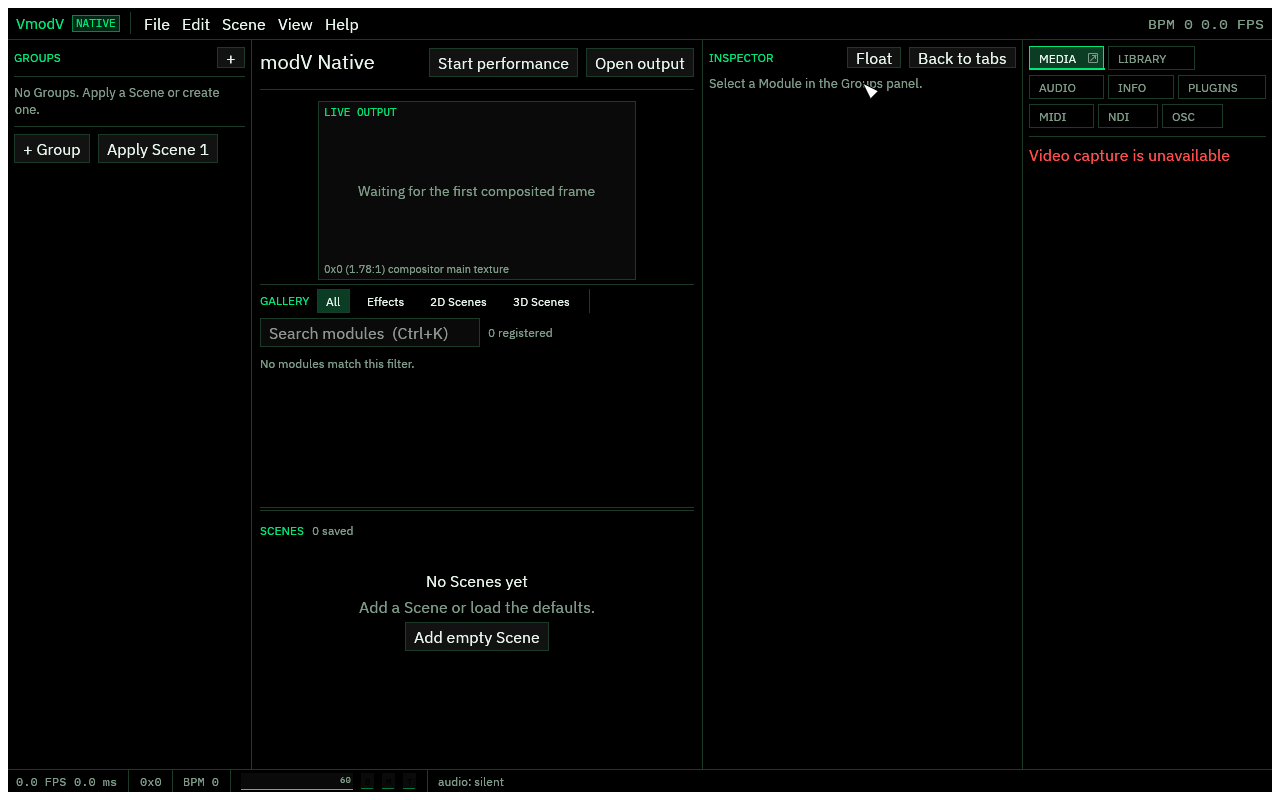 VmodV NATIVE File Edit Scene View Help BPM 0 0.0 FPS
GROUPS +
No Groups. Apply a Scene or create
one.
+ Group Apply Scene 1
modV Native Start performance Open output
LIVE OUTPUT
Waiting for the first composited frame
0x0 (1.78:1) compositor main texture
GALLERY All Effects 2D Scenes 3D Scenes
Search modules (Ctrl+K) 0 registered
No modules match this filter.
SCENES 0 saved
No Scenes yet
Add a Scene or load the defaults.
Add empty Scene
INSPECTOR Float Back to tabs
Select a Module in the Groups panel.
MEDIA LIBRARY
AUDIO INFO PLUGINS
MIDI NDI OSC
Video capture is unavailable
0.0 FPS 0.0 ms 0x0 BPM 0 60 audio: silent